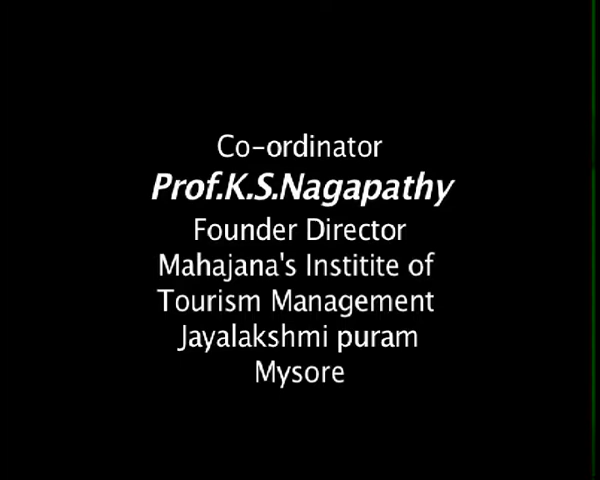 Co-ordinator
Prof.K.S.Nagapathy
Founder Director
Mahajana's Institite of
Tourism Management
Jayalakshmi puram
Mysore